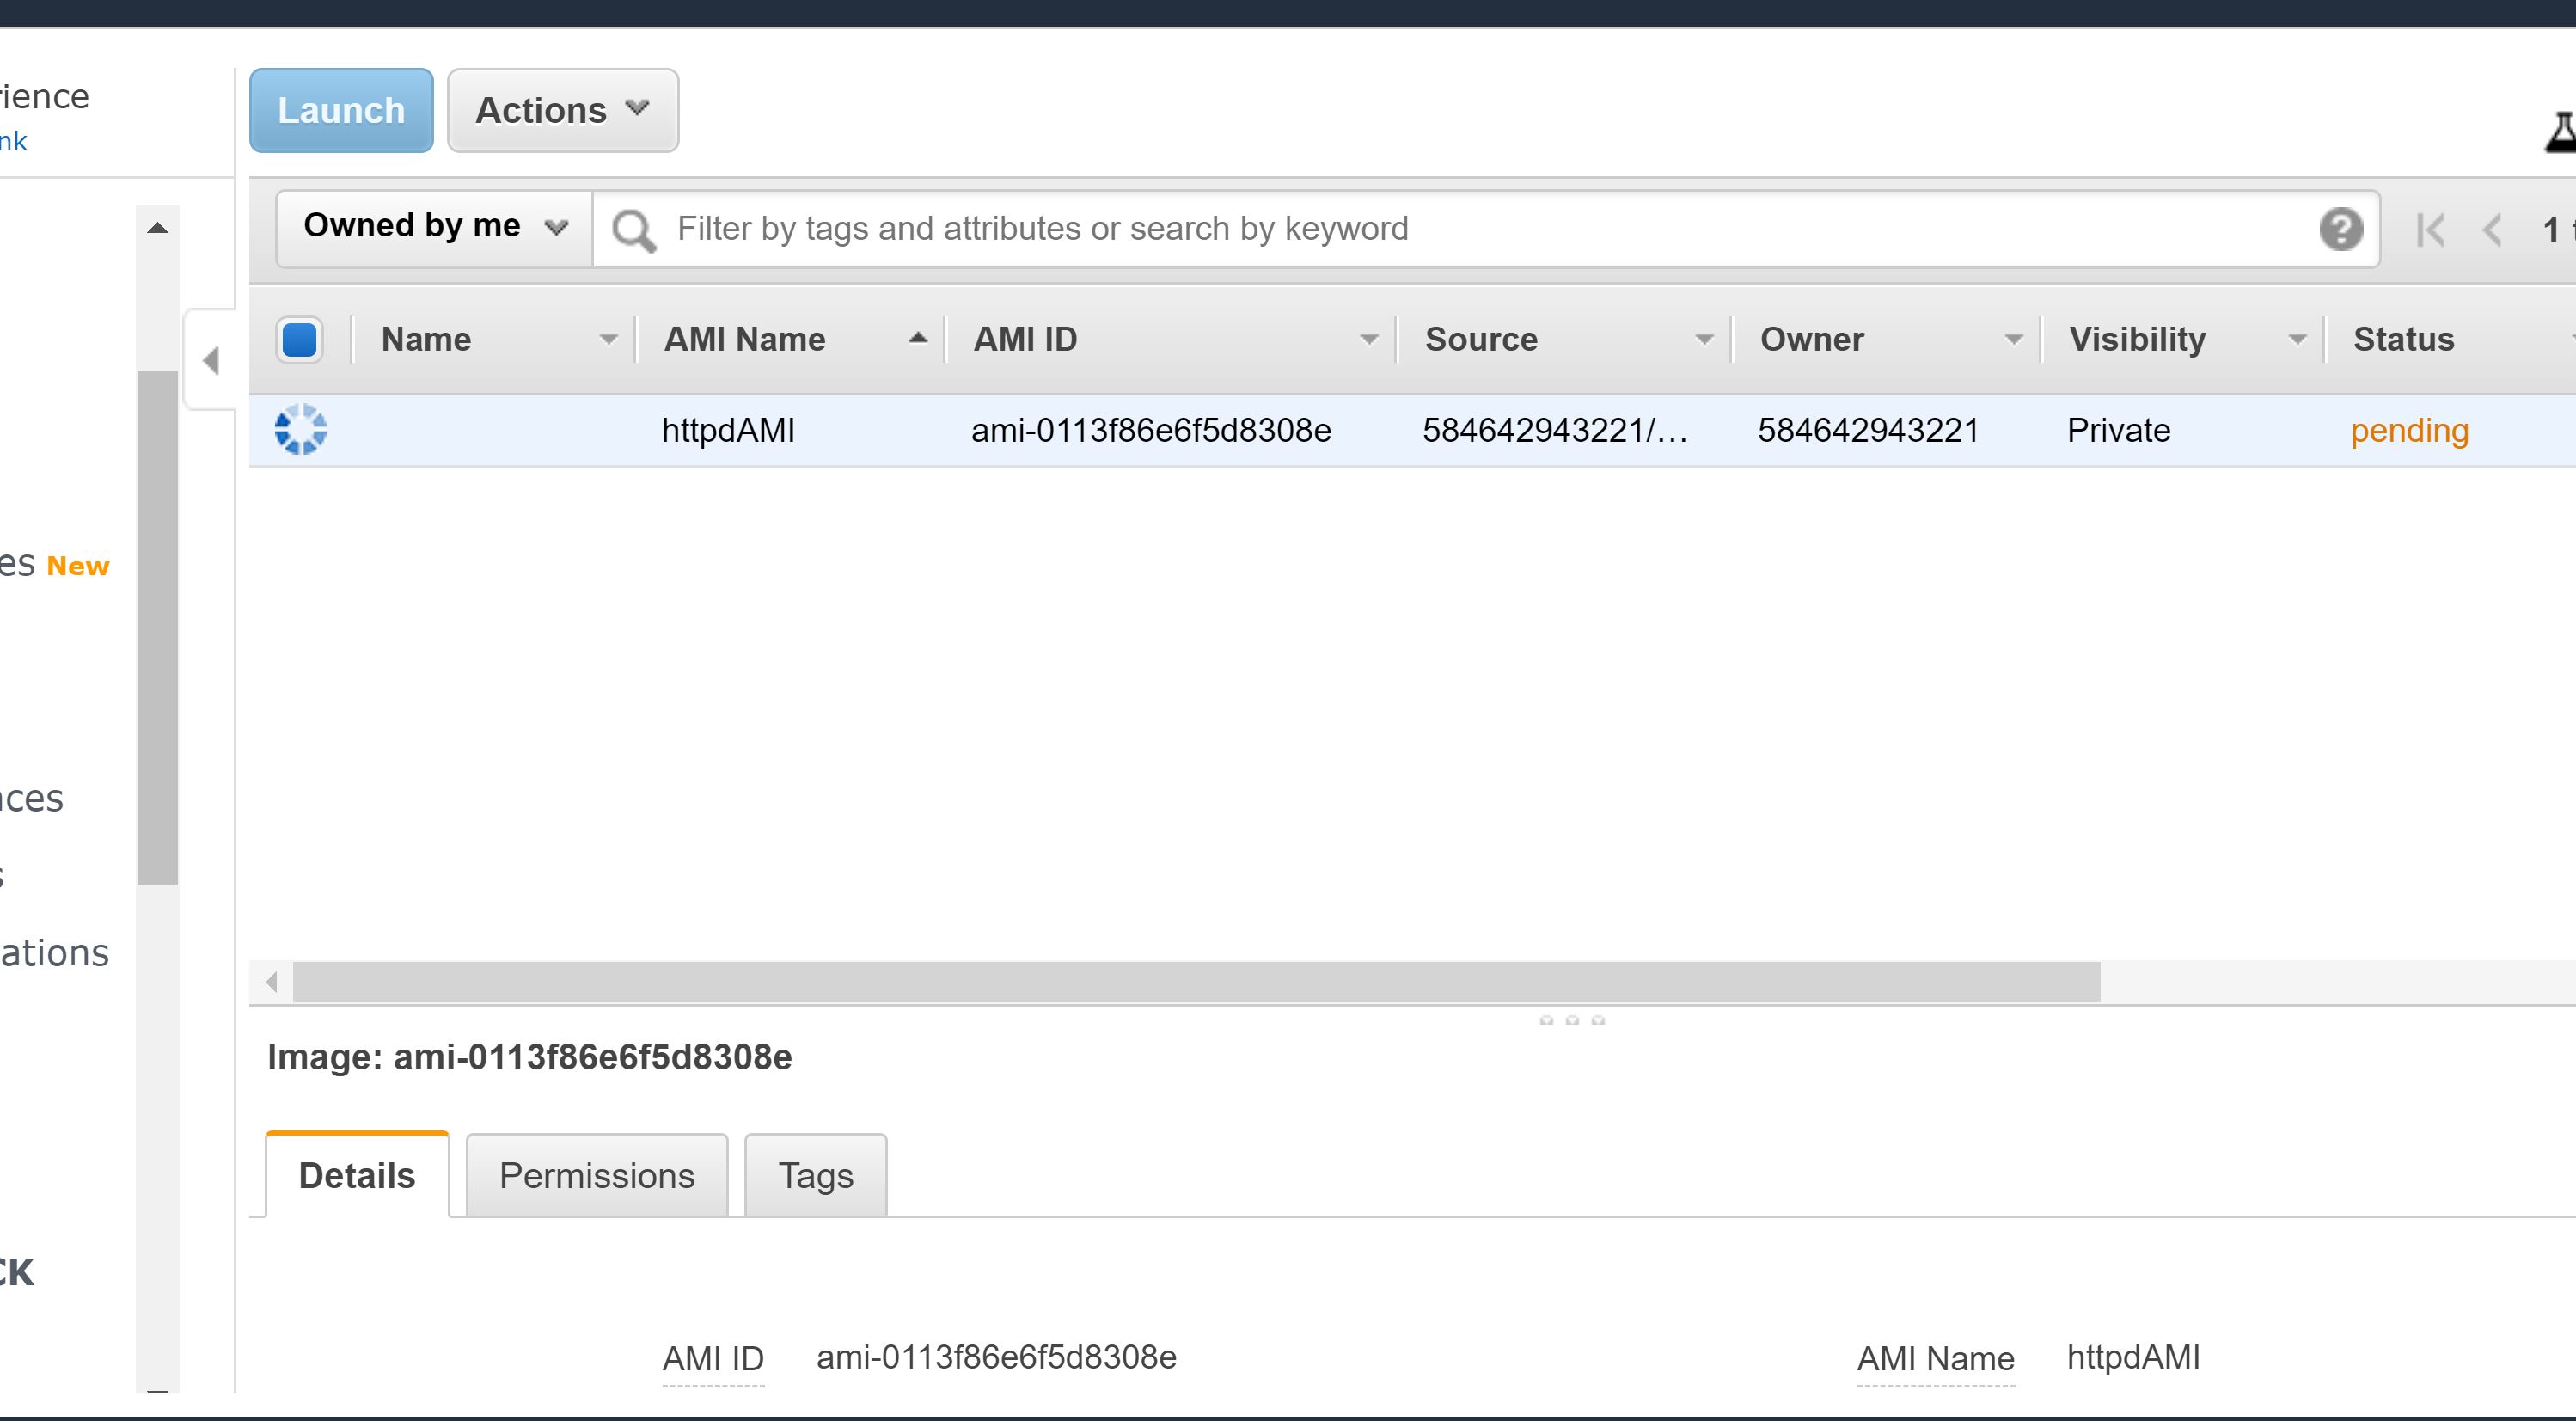 rience
nk
Launch
Actions
Owned by me
Filter by tags and attributes or search by keyword
?
1
Name
AMI Name
AMI ID
Source
Owner
Visibility
Status
httpdAMI
ami-0113f86e6f5d8308e
584642943221/…
584642943221
Private
pending
es New
ces
s
ations
CK
Image: ami-0113f86e6f5d8308e
Details
Permissions
Tags
AMI ID
ami-0113f86e6f5d8308e
AMI Name
httpdAMI